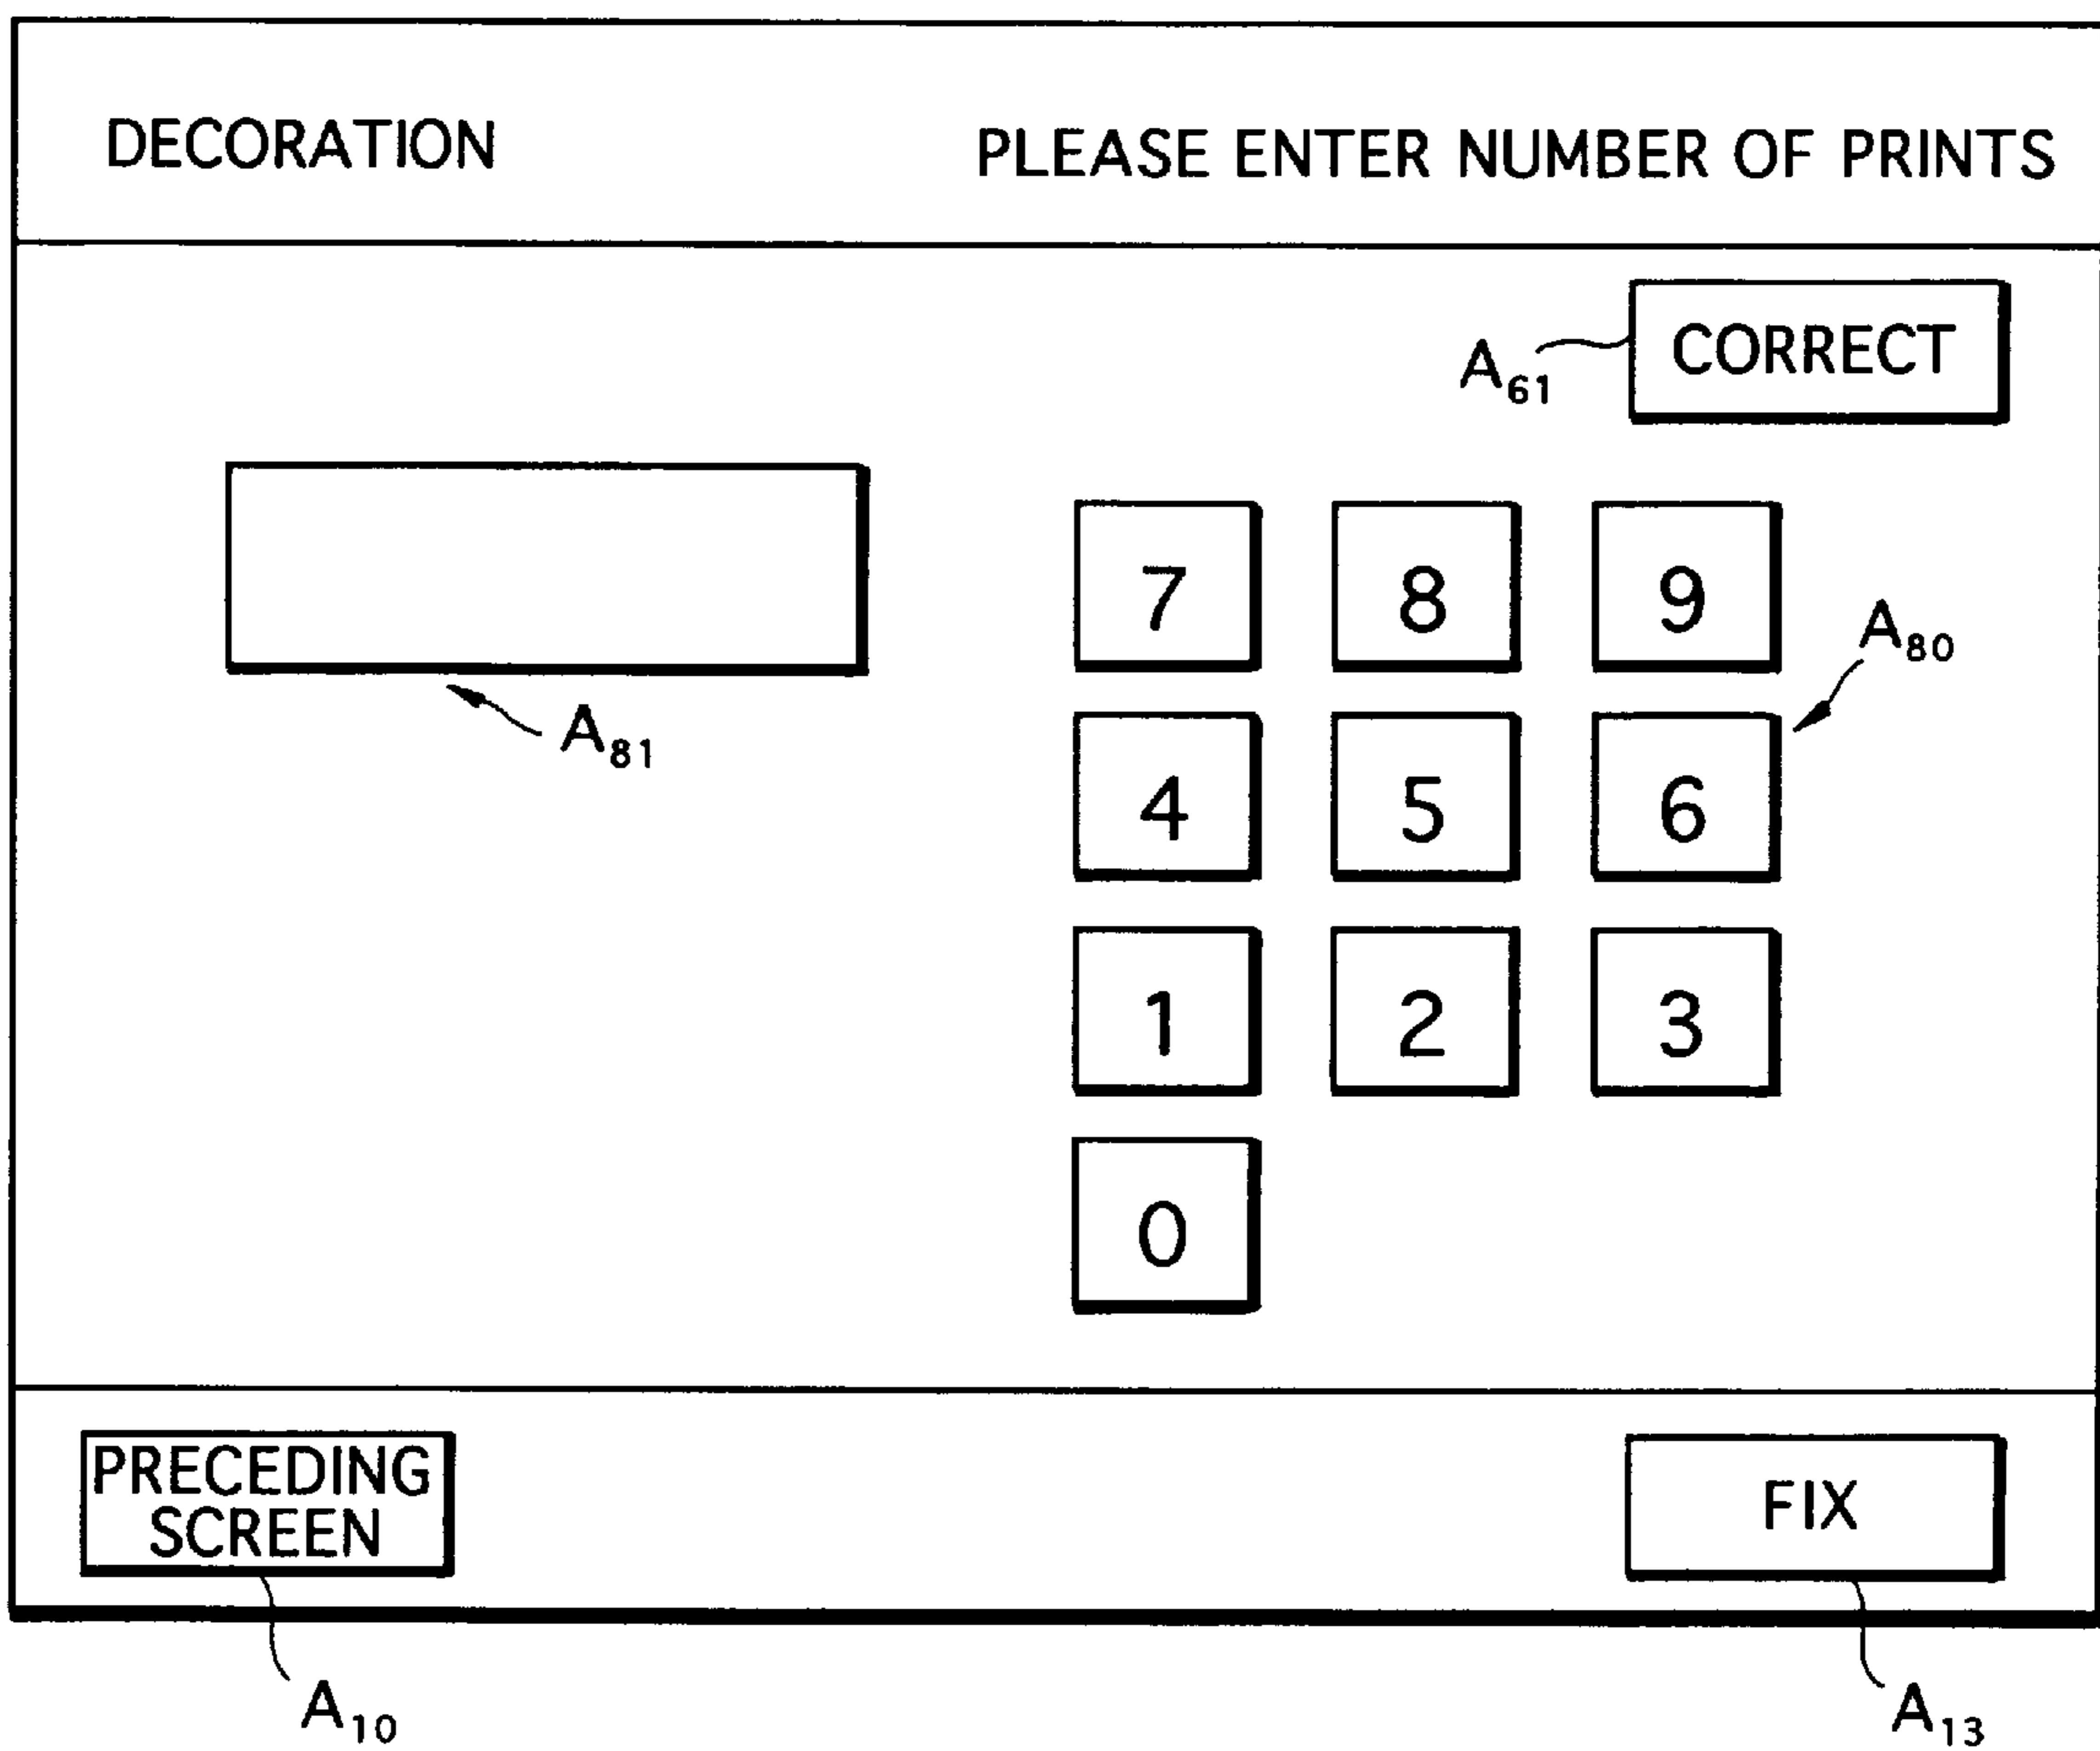 DECORATION
PLEASE ENTER NUMBER OF PRINTS
CORRECT
A61
7 8 9
A80
A81
4 5 6
1 2 3
0
PRECEDING
SCREEN
FIX
A10
A13